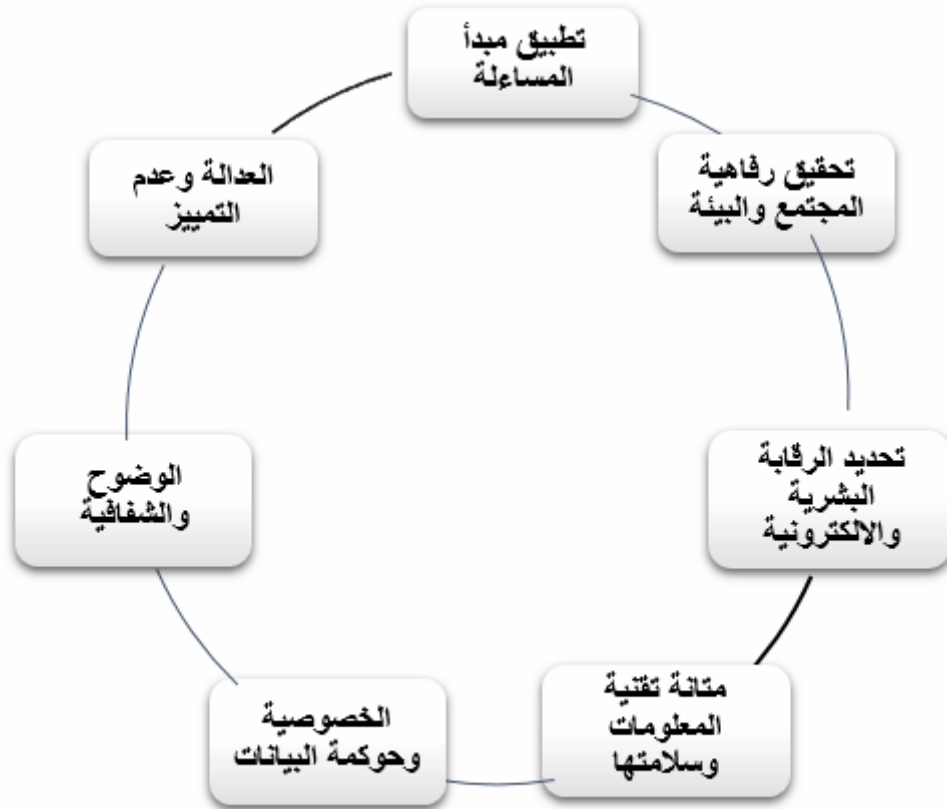 تطبيق مبدأ
المساءلة
تحقيق رفاهية
المجتمع والبيئة
تحديد الرقابة
البشرية
والالكترونية
متانة تقنية
المعلومات
وسلامتها
الخصوصية
وحوكمة البيانات
الوضوح
والشفافية
العدالة وعدم
التمييز